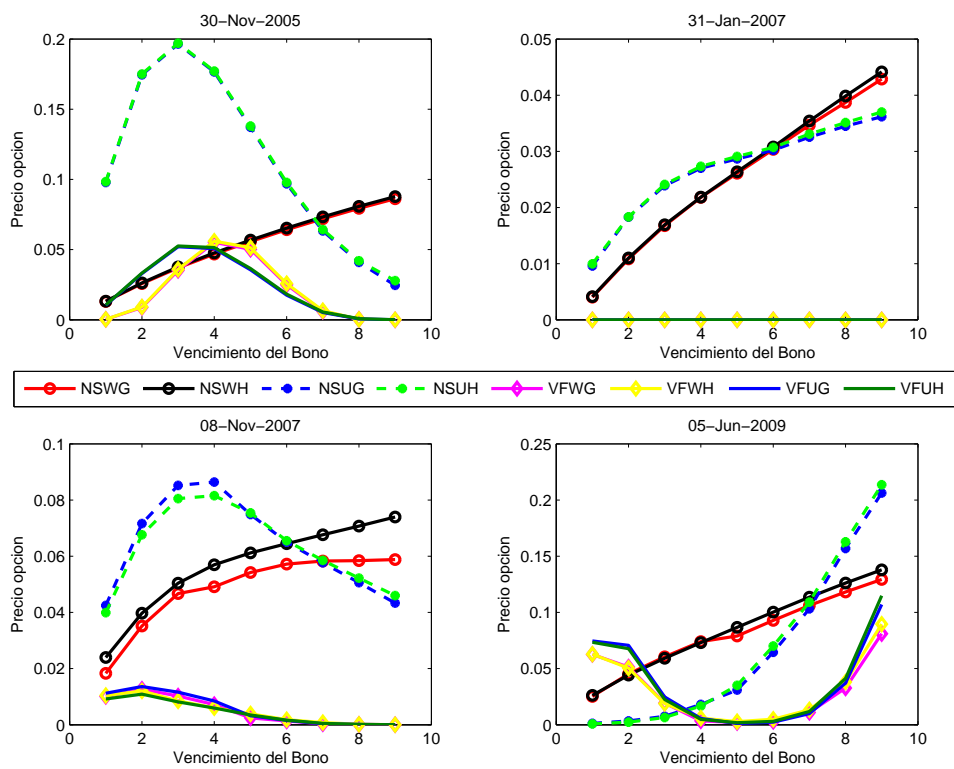 30-Nov-2005
0.2
0.15
0.1
0.05
0
Precio opcion
0 2 4 6 8 10
Vencimiento del Bono
31-Jan-2007
0.05
0.04
0.03
0.02
0.01
0
Precio opcion
0 2 4 6 8 10
Vencimiento del Bono
NSWG NSWH NSUG NSUH VFWG VFWH VFUG VFUH
08-Nov-2007
0.1
0.08
0.06
0.04
0.02
0
Precio opcion
0 2 4 6 8 10
Vencimiento del Bono
05-Jun-2009
0.25
0.2
0.15
0.1
0.05
0
Precio opcion
0 2 4 6 8 10
Vencimiento del Bono